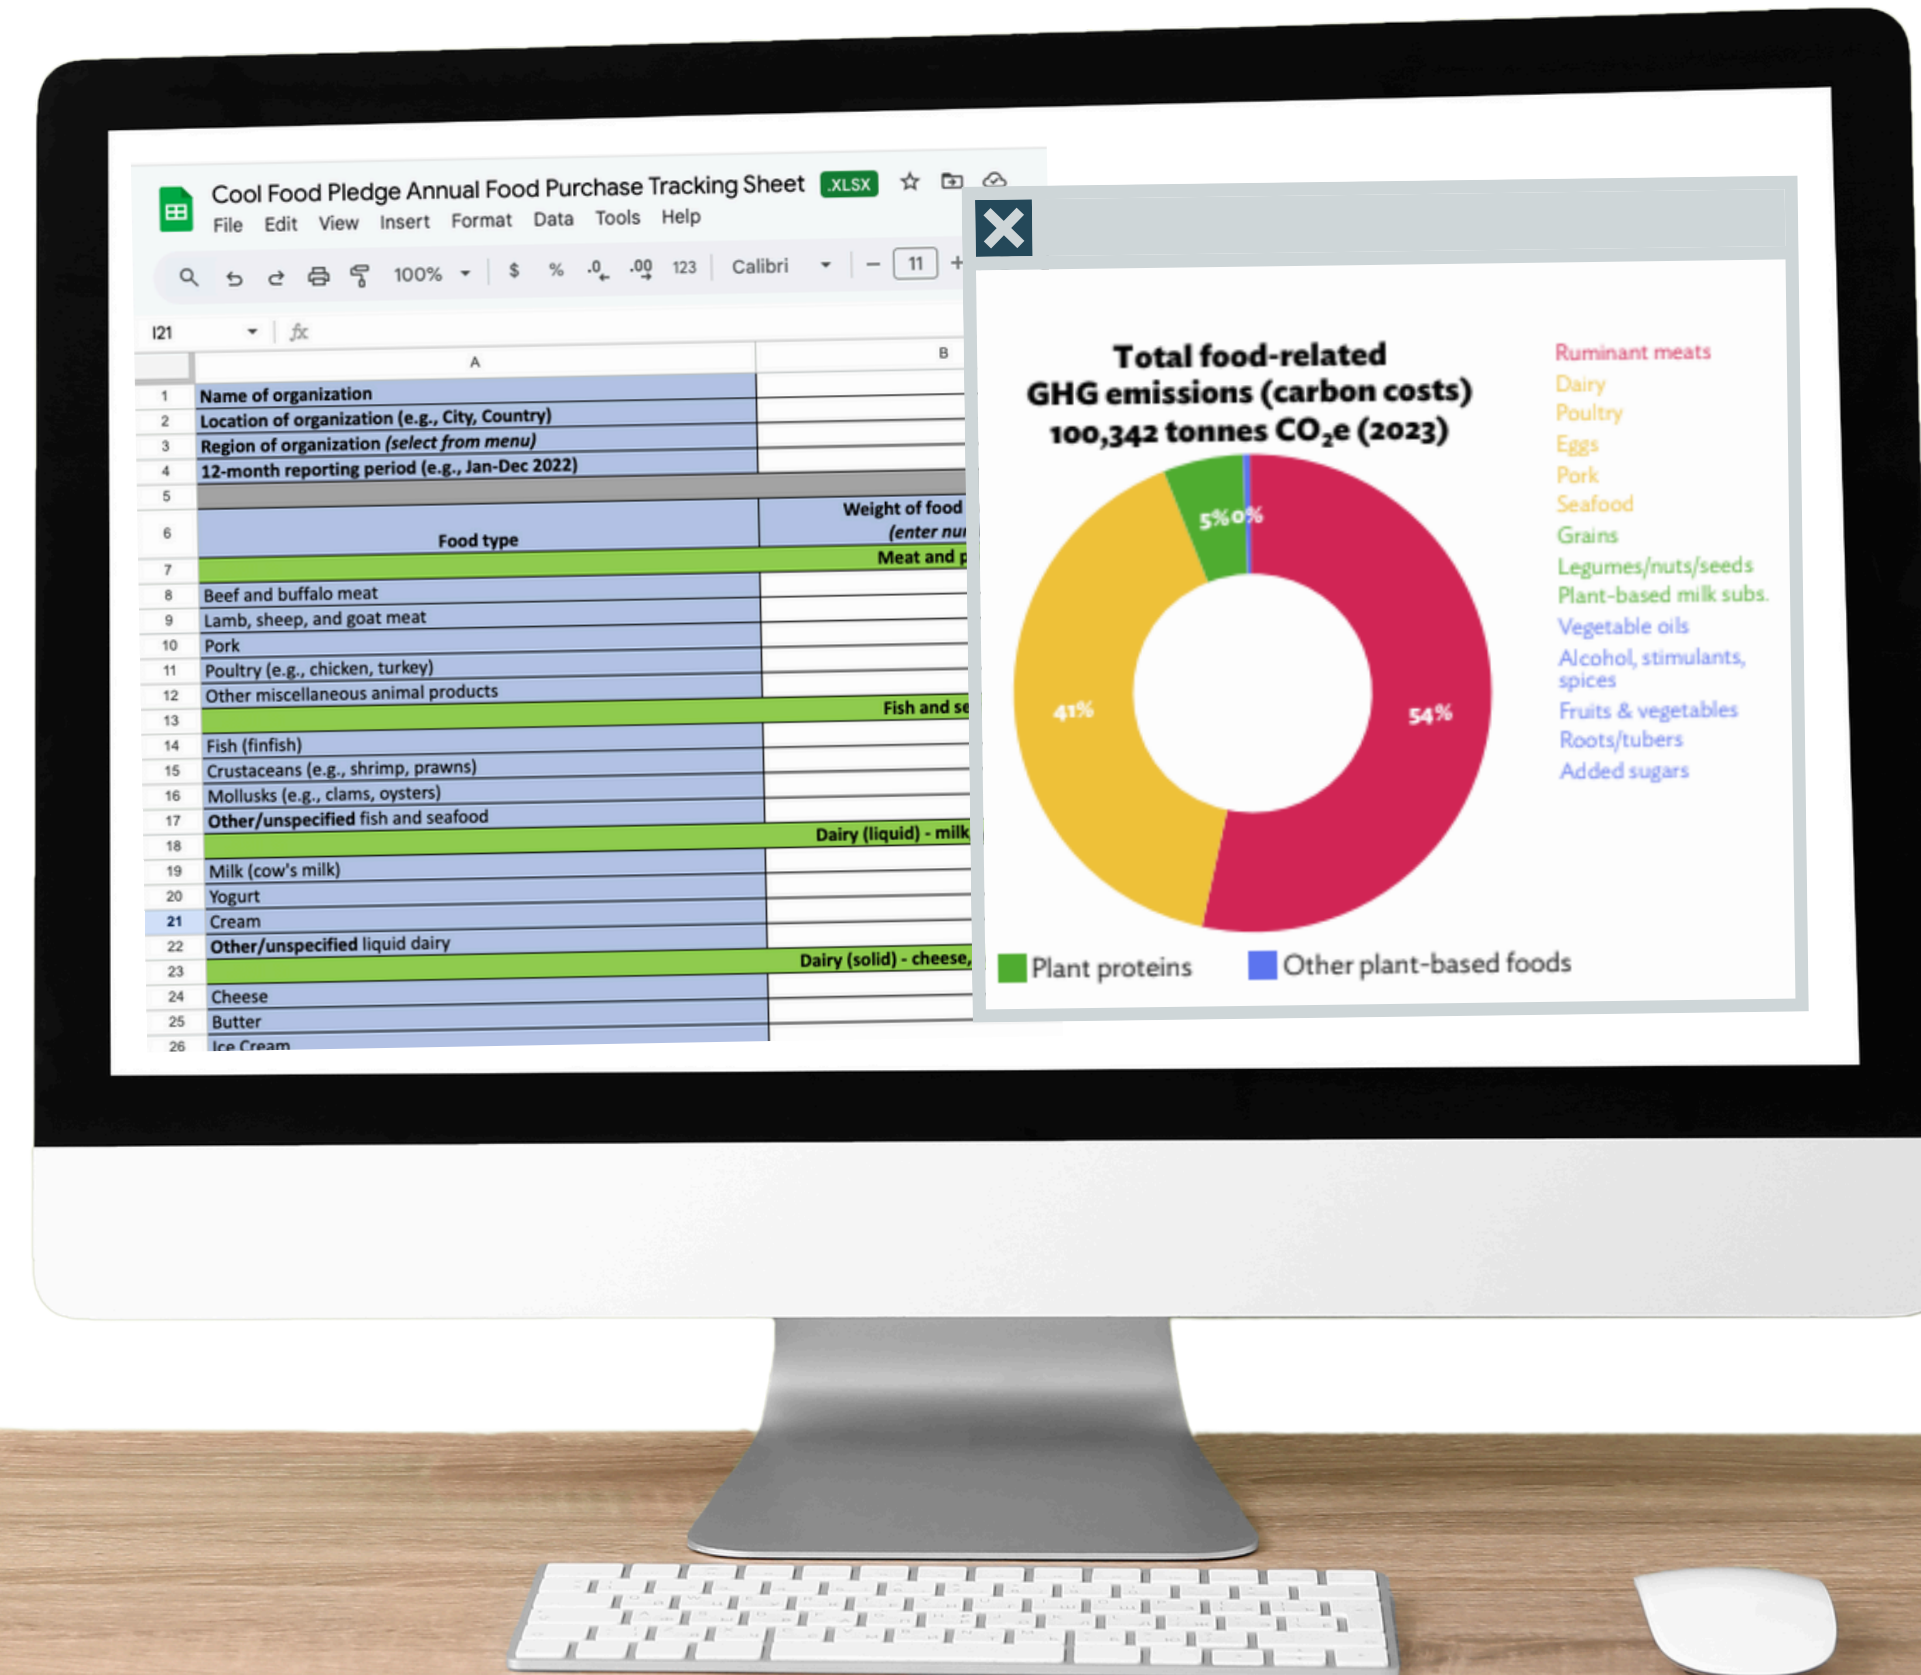 Cool Food Pledge Annual Food Purchase Tracking Sheet .XLSX
File Edit View Insert Format Data Tools Help
100% $ % .0 .00 123 Calibri 11
I21 fx
A B
1 Name of organization
2 Location of organization (e.g., City, Country)
3 Region of organization (select from menu)
4 12-month reporting period (e.g., Jan-Dec 2022)
5
Weight of food
6 Food type (enter
7 Meat and
8 Beef and buffalo meat
9 Lamb, sheep, and goat meat
10 Pork
11 Poultry (e.g., chicken, turkey)
12 Other miscellaneous animal products
13 Fish and
14 Fish (finfish)
15 Crustaceans (e.g., shrimp, prawns)
16 Mollusks (e.g., clams, oysters)
17 Other/unspecified fish and seafood
18 Dairy (liquid) - milk
19 Milk (cow's milk)
20 Yogurt
21 Cream
22 Other/unspecified liquid dairy
23 Dairy (solid) - cheese,
24 Cheese
25 Butter
26 Ice Cream
Total food-related
GHG emissions (carbon costs)
100,342 tonnes CO₂e (2023)
5% 0%
41%
54%
Plant proteins Other plant-based foods
Ruminant meats
Dairy
Poultry
Eggs
Pork
Seafood
Grains
Legumes/nuts/seeds
Plant-based milk subs.
Vegetable oils
Alcohol, stimulants,
spices
Fruits & vegetables
Roots/tubers
Added sugars